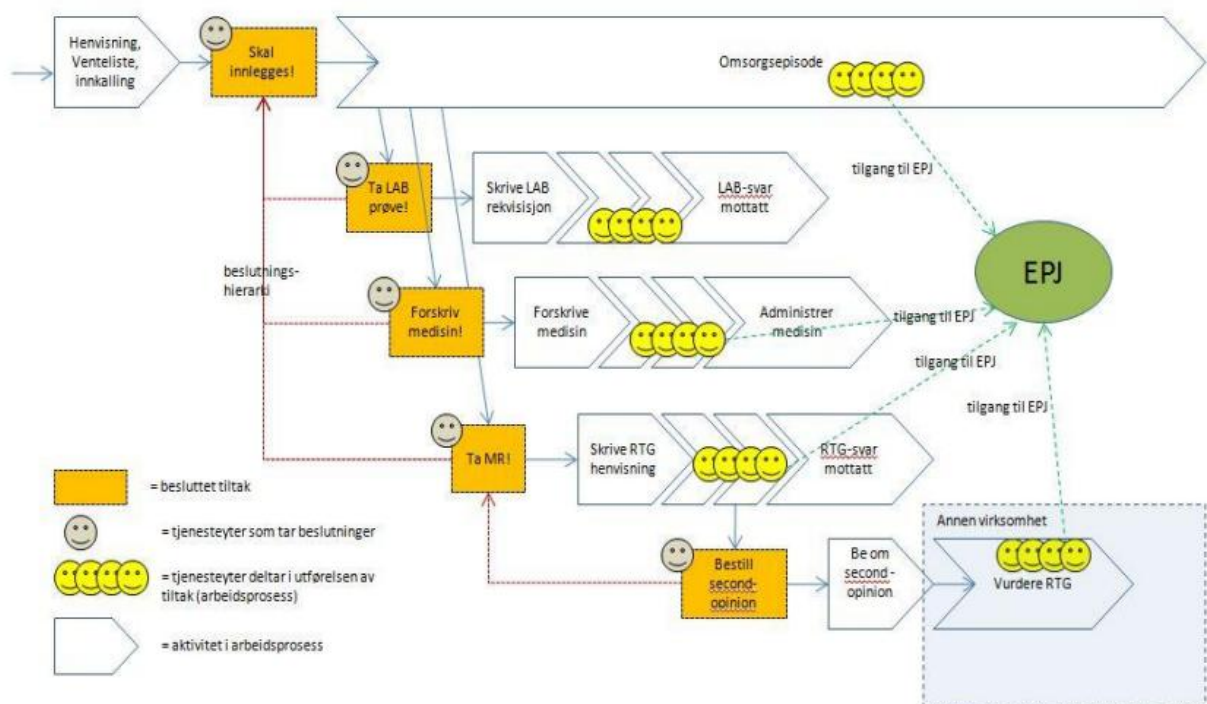 Henvisning,
Venteliste,
innkalling
Skal
innlegges!
Omsorgsepisode
tilgang til EPJ
Ta LAB
prøve!
Skrive LAB
rekvisisjon
LAB-svar
mottatt
EPJ
beslutnings-
hierarki
Forskriv
medisin!
Forskrive
medisin
Administrer
medisin
tilgang til EPJ
tilgang til EPJ
tilgang til EPJ
Ta MR!
Skrive RTG
henvisning
RTG-svar
mottatt
= besluttet tiltak
= tjenesteyter som tar beslutninger
= tjenesteyter deltar i utførelsen av
tiltak (arbeidsprosess)
= aktivitet i arbeidsprosess
Bestill
second-
opinion
Be om
second-
opinion
Annen virksomhet
Vurdere RTG